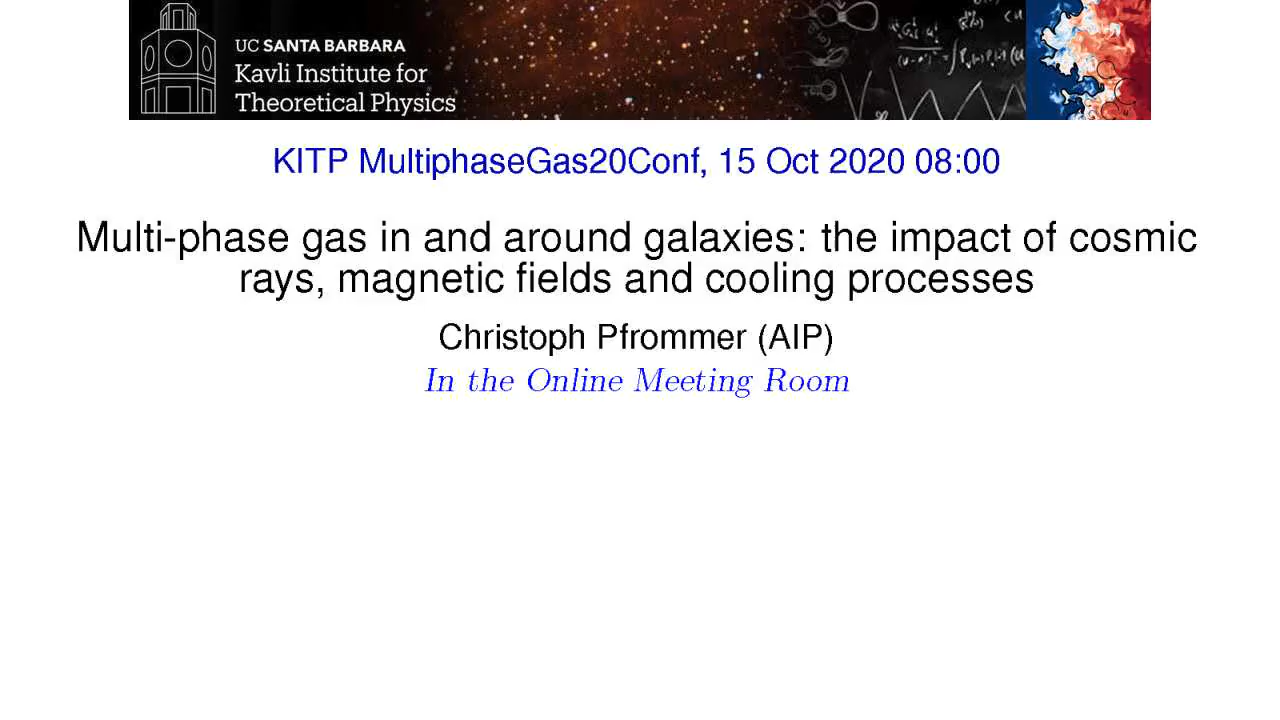 UC SANTA BARBARA
Kavli Institute for
Theoretical Physics
KITP MultiphaseGas20Conf, 15 Oct 2020 08:00
Multi-phase gas in and around galaxies: the impact of cosmic
rays, magnetic fields and cooling processes
Christoph Pfrommer (AIP)
In the Online Meeting Room